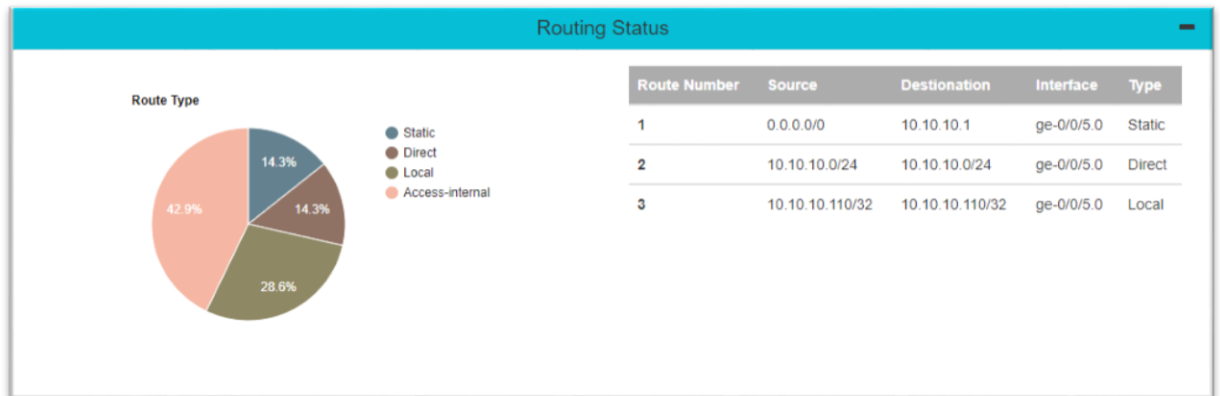 Routing Status
Route Type
Static
Direct
Local
Access-internal
14.3%
14.3%
28.6%
42.9%
Route Number Source Destionation Interface Type
1 0.0.0.0/0 10.10.10.1 ge-0/0/5.0 Static
2 10.10.10.0/24 10.10.10.0/24 ge-0/0/5.0 Direct
3 10.10.10.110/32 10.10.10.110/32 ge-0/0/5.0 Local